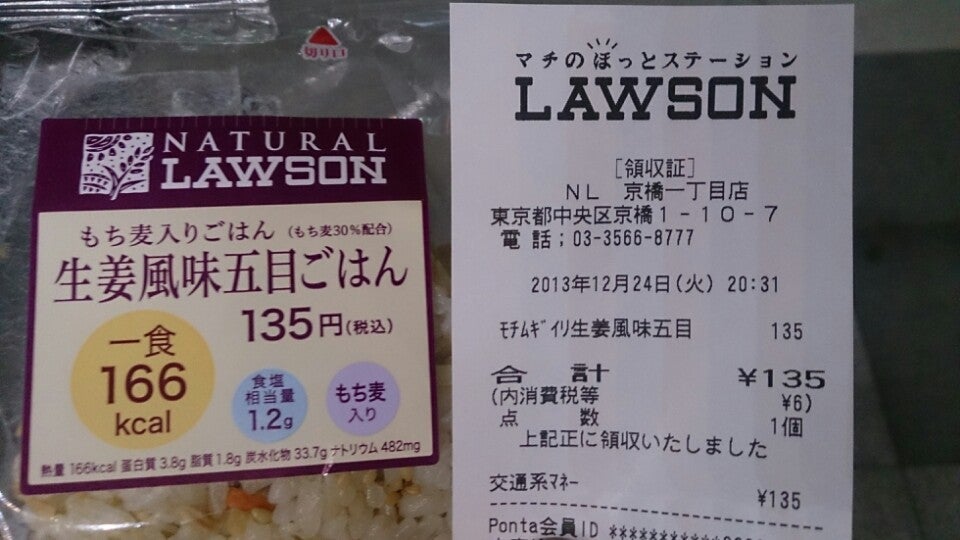 切り口
NATURAL
LAWSON
もち麦入りごはん (もち麦30%配合)
生姜風味五目ごはん
135円(税込)
一食
166
kcal
食塩
相当量
1.2g
もち麦
入り
熱量 166kcal 蛋白質 3.8g 脂質 1.8g 炭水化物 33.7g ナトリウム 482mg
マチのほっとステーション
LAWSON
[領収証]
NL 京橋一丁目店
東京都中央区京橋1-10-7
電話;03-3566-8777
2013年12月24日(火) 20:31
ﾓﾁﾑｷﾞｲﾘ生姜風味五目 135
合計 ¥135
(内消費税等 ¥6)
点数 1個
上記正に領収いたしました
交通系ﾏﾈｰ ¥135
Ponta会員ID